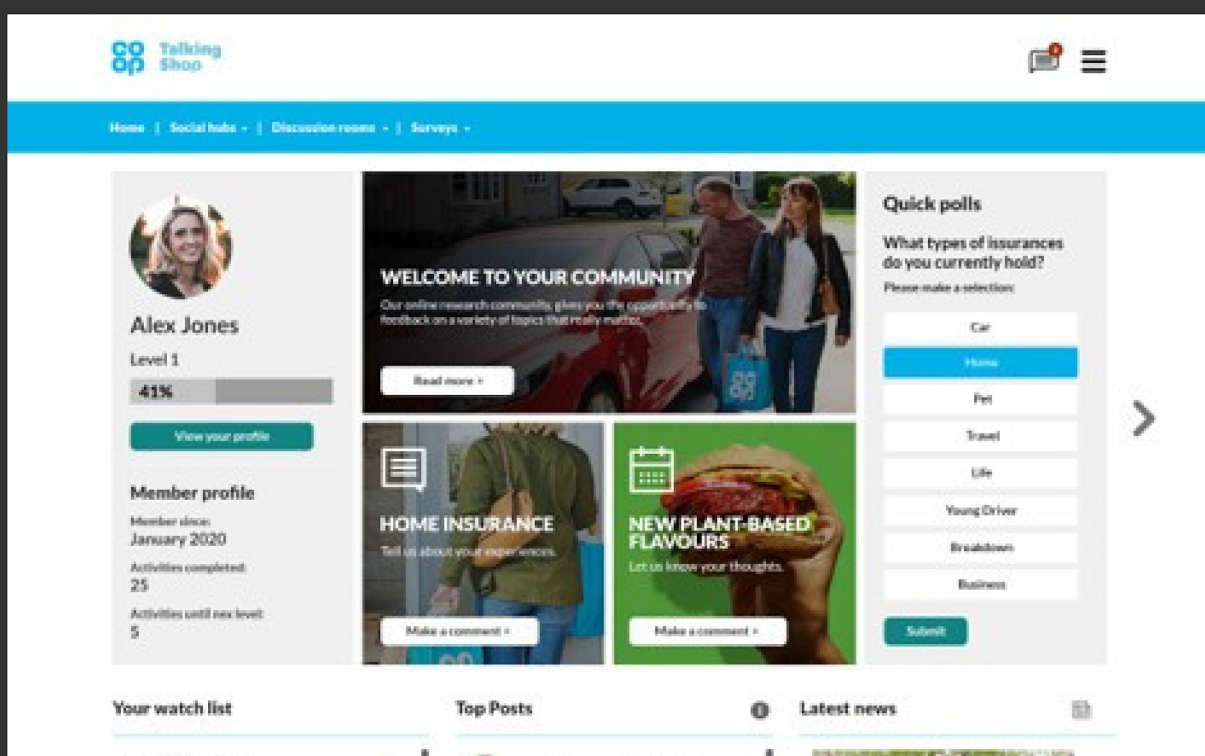 co
op
Talking
Shop
Home | Social hubs | Discussion rooms | Surveys
Alex Jones
Level 1
41%
View your profile
Member profile
Member since:
January 2020
Activities completed:
25
Activities until nex level:
5
WELCOME TO YOUR COMMUNITY
Our online research community, gives you the opportunity to
feedback on a variety of topics that really matter.
Read more >
HOME INSURANCE
Tell us about your experiences.
Make a comment >
NEW PLANT-BASED
FLAVOURS
Let us know your thoughts.
Make a comment >
Quick polls
What types of issurances
do you currently hold?
Please make a selection:
Car
Home
Pet
Travel
Life
Young Driver
Breakdown
Business
Submit
Your watch list
Top Posts
Latest news